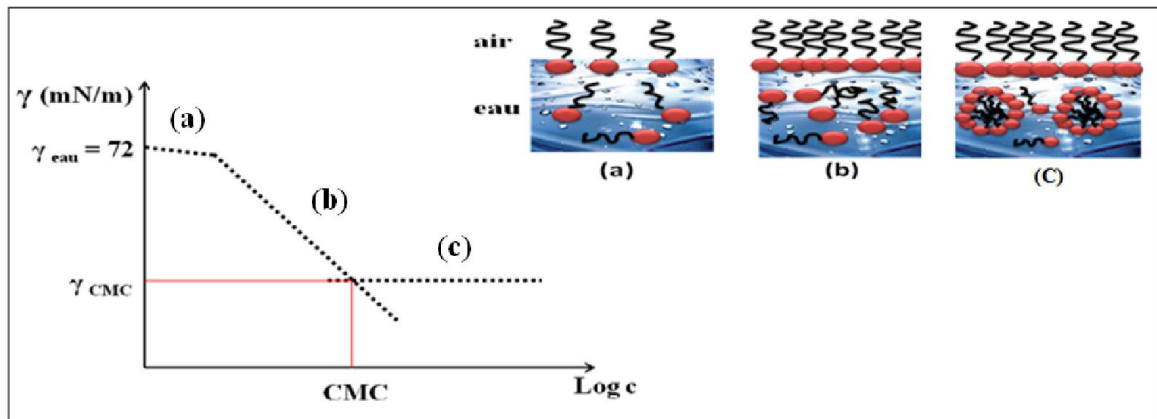 air
eau
(a)
(b)
(C)
γ (mN/m)
(a)
γ eau = 72
(b)
(c)
γ CMC
CMC
Log c